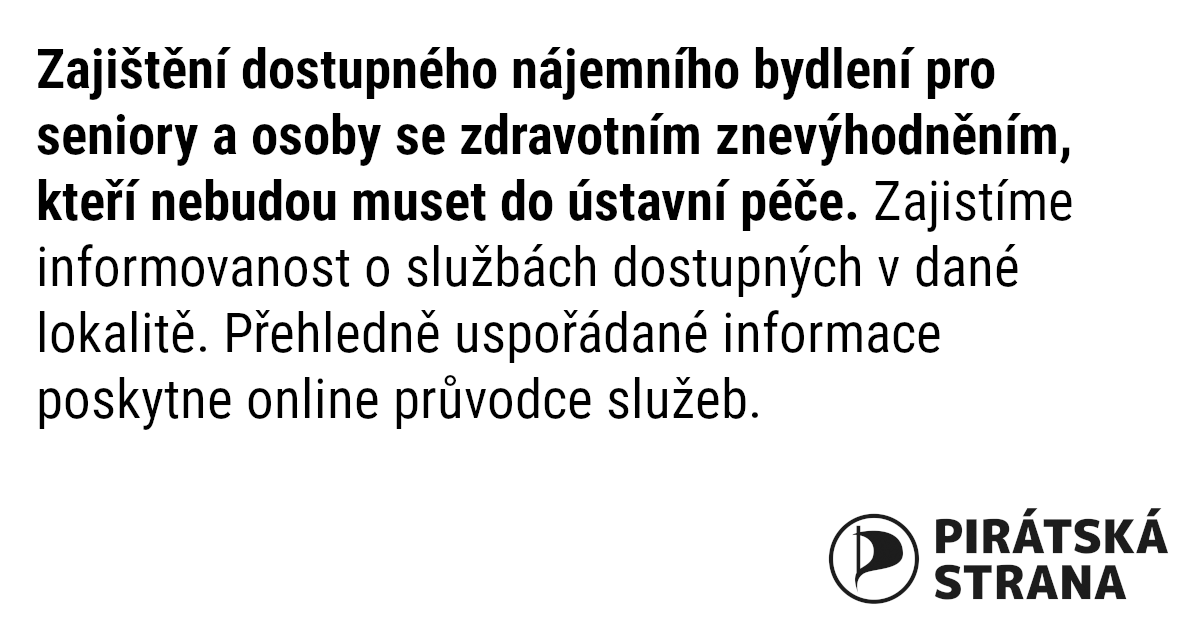 Zajištění dostupného nájemního bydlení pro
seniory a osoby se zdravotním znevýhodněním,
kteří nebudou muset do ústavní péče. Zajistíme
informovanost o službách dostupných v dané
lokalitě. Přehledně uspořádané informace
poskytne online průvodce služeb.
PIRÁTSKÁ
STRANA